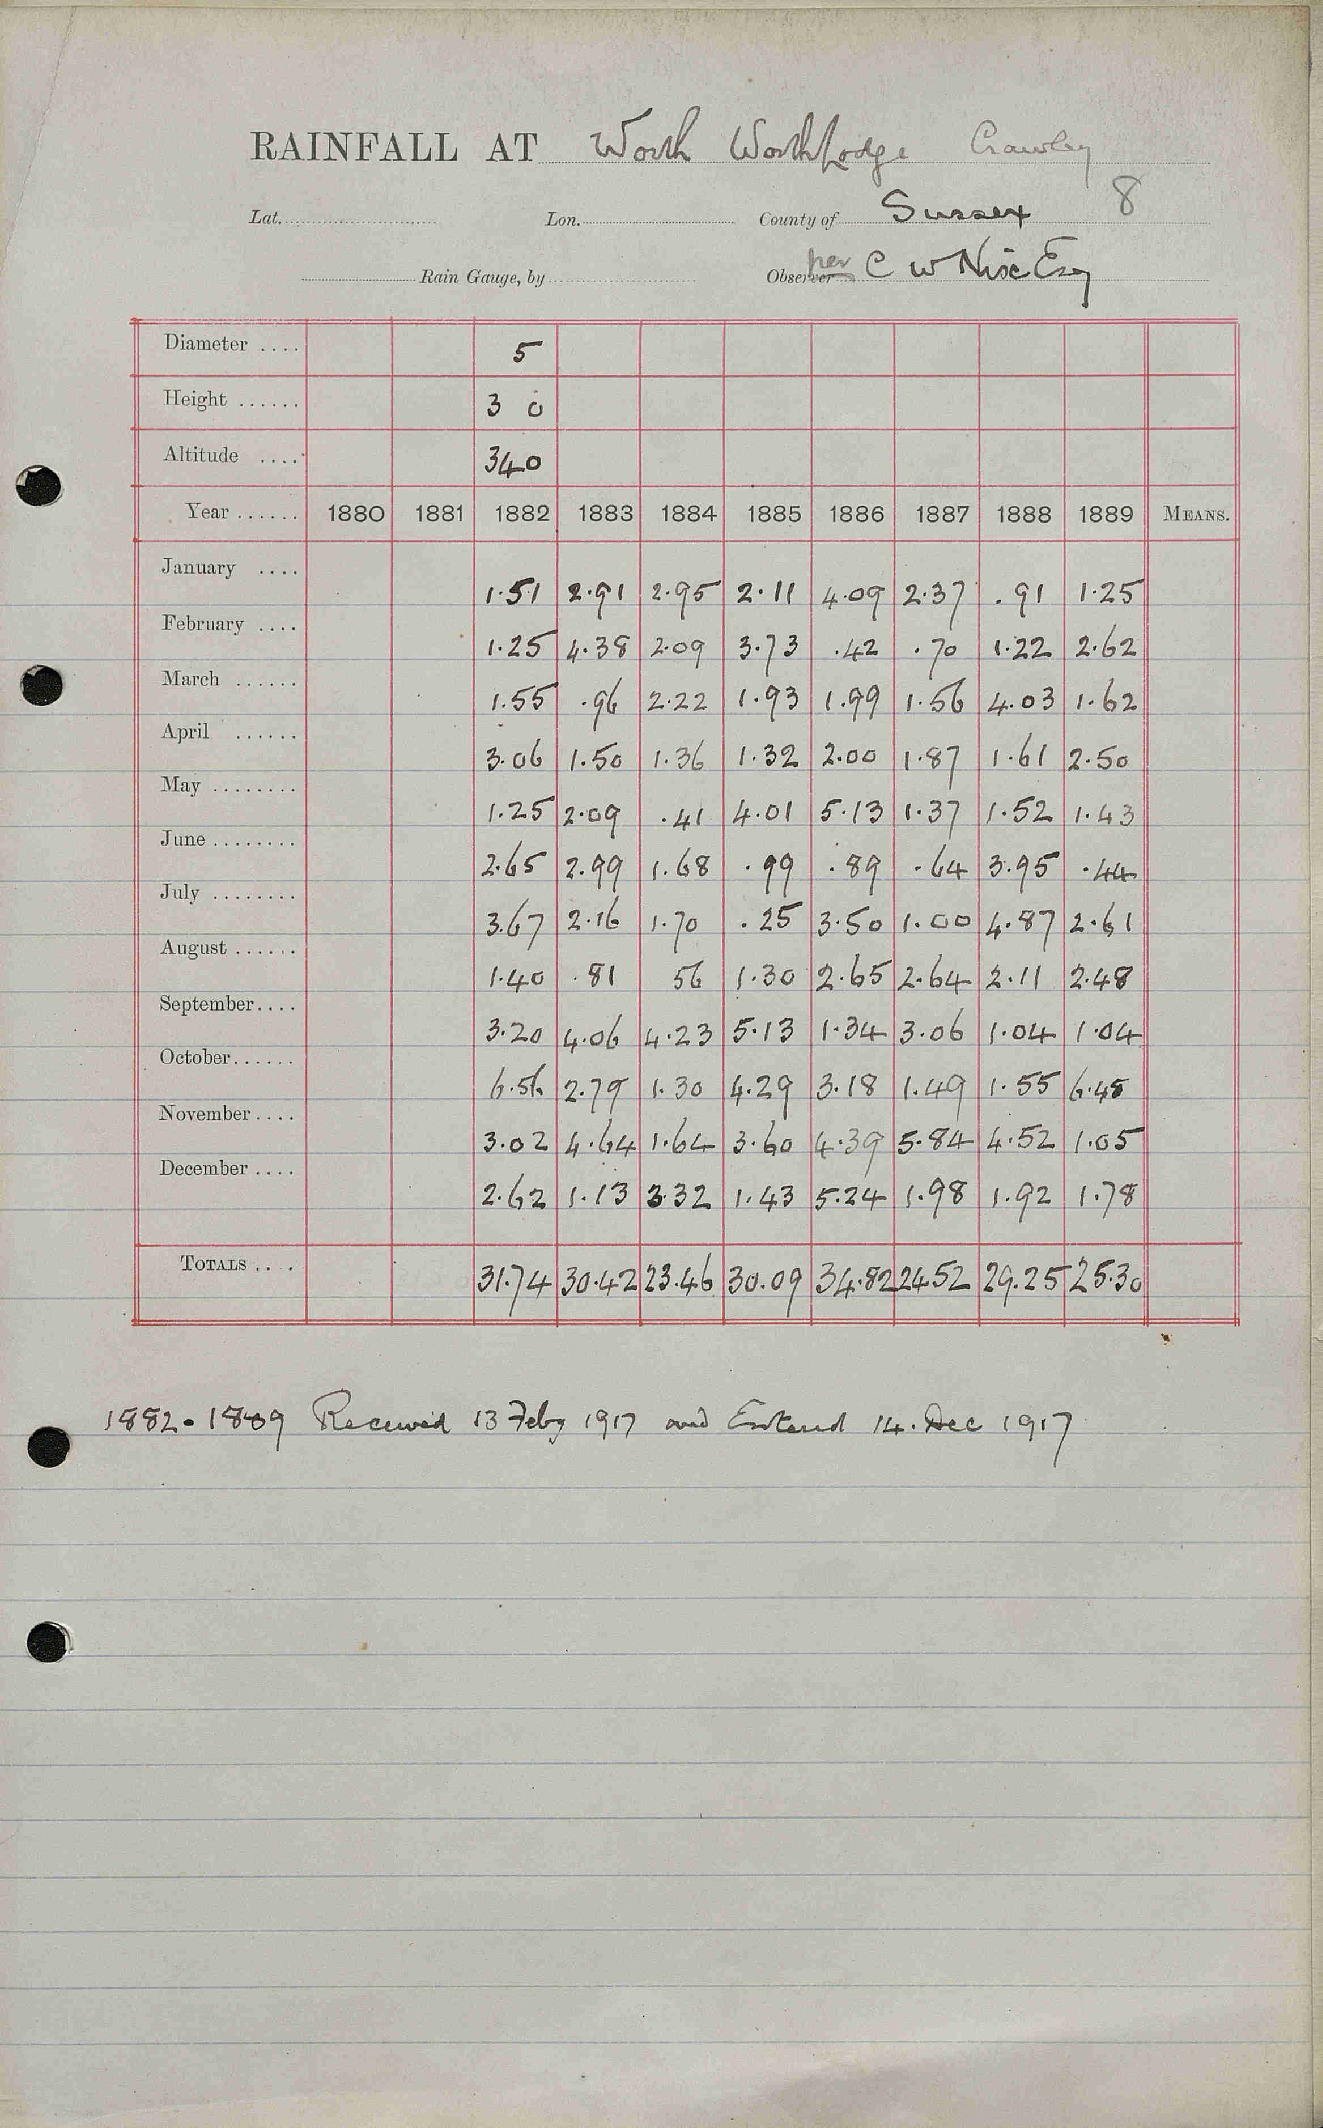 RAINFALL AT Worth Worth Lodge Crawley
Lat. Lon. County of Sussex 8
Rain Gauge, by Observer per C W Nix Esq
Diameter .... 5
Height ...... 3 0
Altitude .... 340
Year ...... 1880 1881 1882 1883 1884 1885 1886 1887 1888 1889 MEANS.
January .... 1.51 2.91 2.95 2.11 4.09 2.37 .91 1.25
February .... 1.25 4.38 2.09 3.73 .42 .70 1.22 2.62
March ...... 1.55 .96 2.22 1.93 1.99 1.56 4.03 1.62
April ...... 3.06 1.50 1.36 1.32 2.00 1.87 1.61 2.50
May ........ 1.25 2.09 .41 4.01 5.13 1.37 1.52 1.43
June ........ 2.65 2.99 1.68 .99 .89 .64 3.95 .44
July ........ 3.67 2.16 1.70 .25 3.50 1.00 4.87 2.61
August ...... 1.40 .81 56 1.30 2.65 2.64 2.11 2.48
September .... 3.20 4.06 4.23 5.13 1.34 3.06 1.04 1.04
October ...... 6.56 2.79 1.30 4.29 3.18 1.49 1.55 6.48
November .... 3.02 4.64 1.64 3.60 4.39 5.84 4.52 1.05
December .... 2.62 1.13 3.32 1.43 5.24 1.98 1.92 1.78
TOTALS .... 31.74 30.42 23.46 30.09 34.82 24.52 29.25 25.30
1882-1889 Received 13 Feby 1917 and Entered 14. Dec 1917